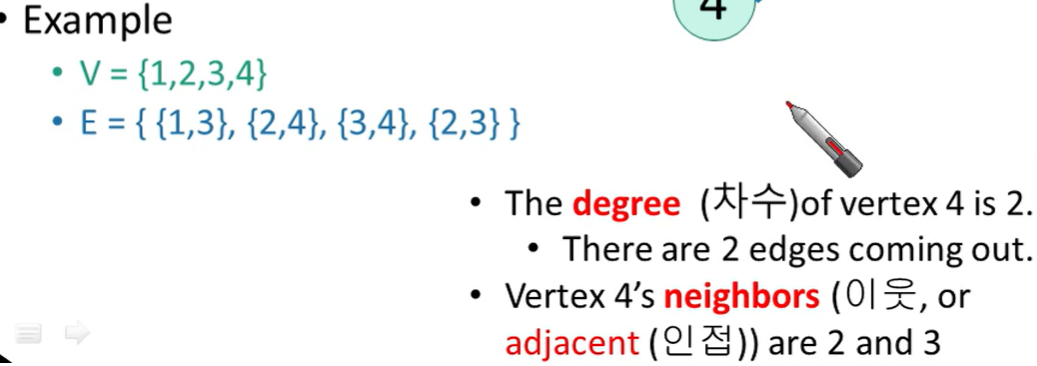 • Example
4
• V = {1,2,3,4}
• E = { {1,3}, {2,4}, {3,4}, {2,3} }
• The degree (차수)of vertex 4 is 2.
• There are 2 edges coming out.
• Vertex 4’s neighbors (이웃, or
adjacent (인접)) are 2 and 3